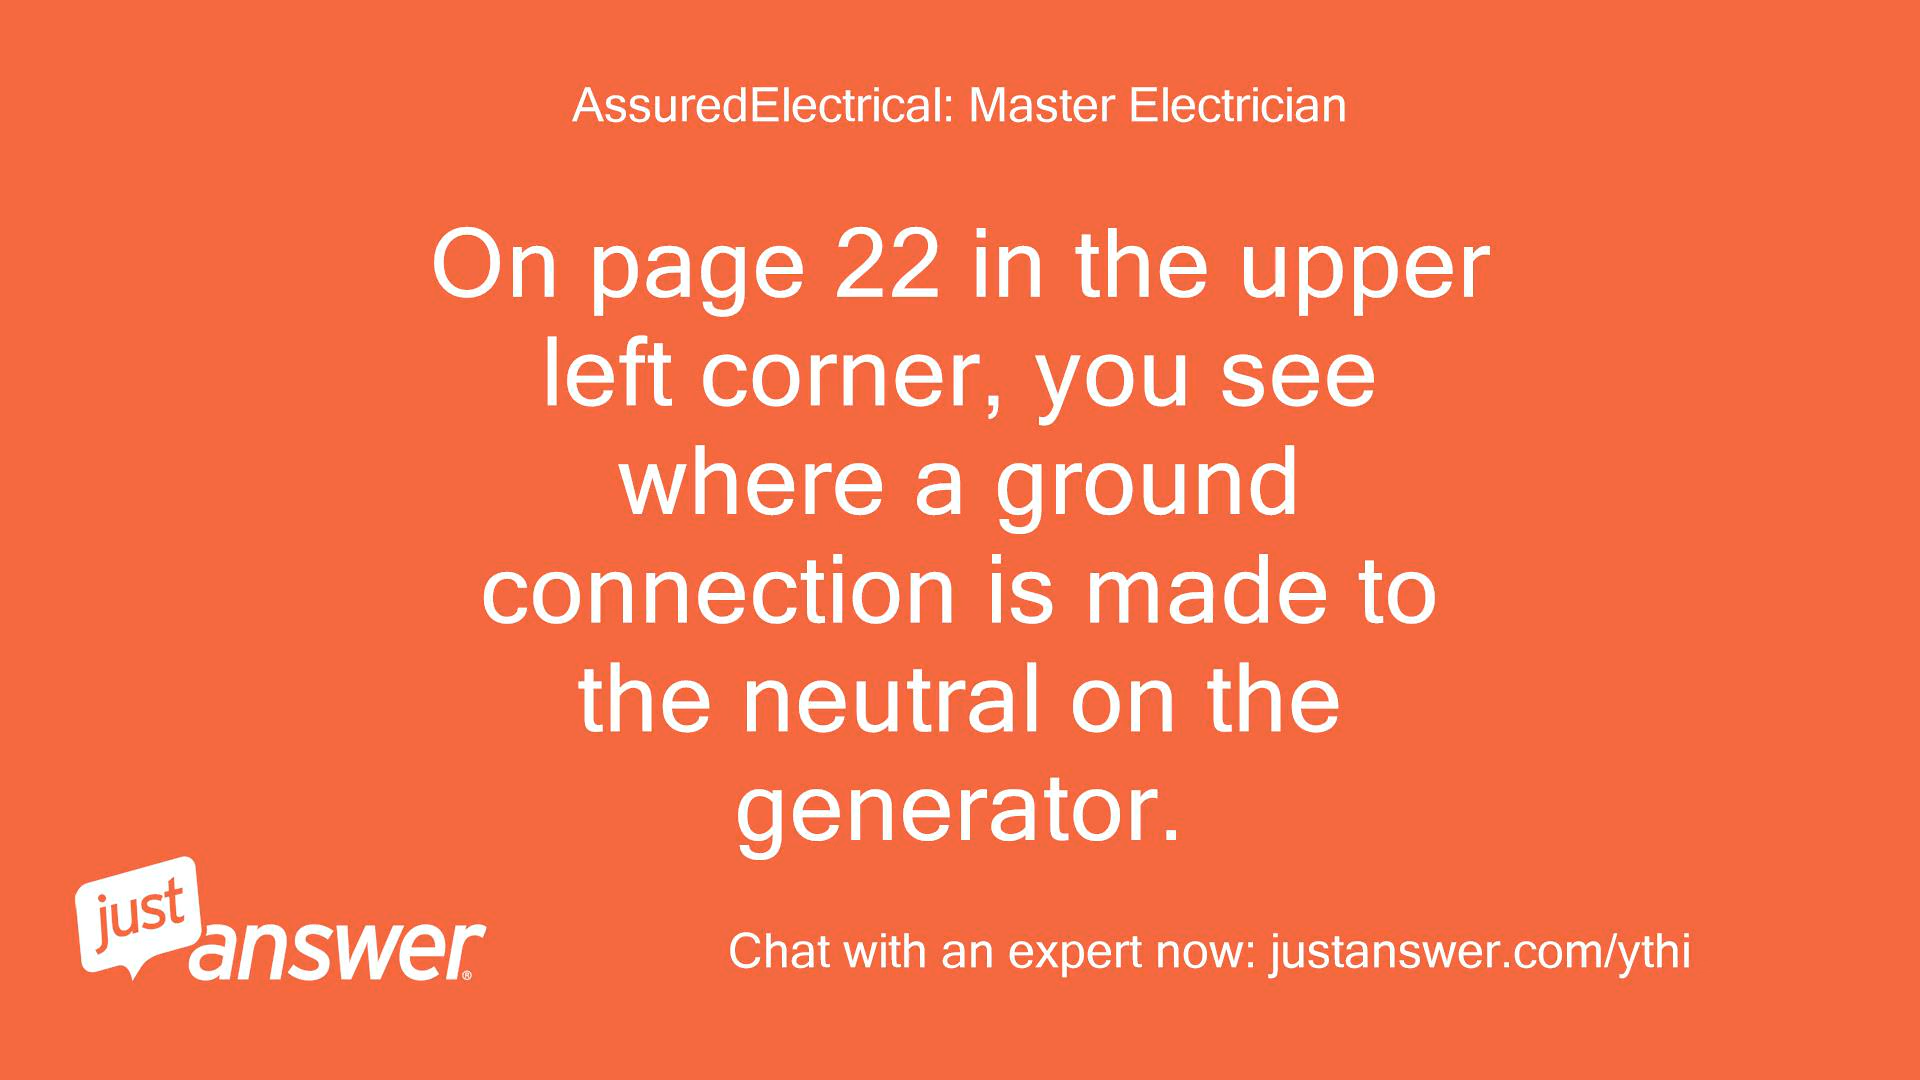 AssuredElectrical: Master Electrician
On page 22 in the upper
left corner, you see
where a ground
connection is made to
the neutral on the
generator.
just
answer®
Chat with an expert now: justanswer.com/ythi